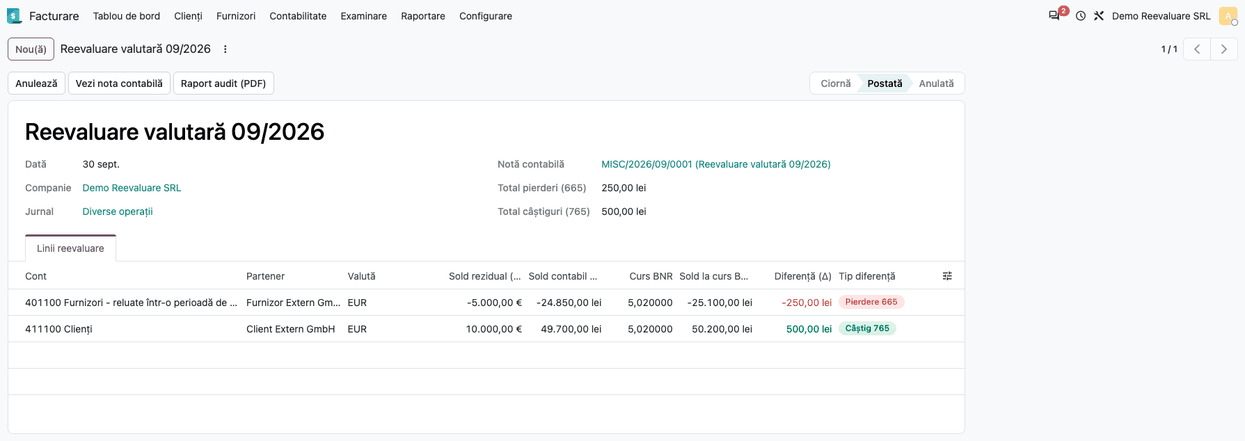 Facturare Tablou de bord Clienți Furnizori Contabilitate Examinare Raportare Configurare 2 Demo Reevaluare SRL A
Nou(ă) Reevaluare valutară 09/2026 1 / 1
Anulează Vezi nota contabilă Raport audit (PDF) Ciornă Postată Anulată
Reevaluare valutară 09/2026
Dată 30 sept. Notă contabilă MISC/2026/09/0001 (Reevaluare valutară 09/2026)
Companie Demo Reevaluare SRL Total pierderi (665) 250,00 lei
Jurnal Diverse operații Total câștiguri (765) 500,00 lei
Linii reevaluare
Cont Partener Valută Sold rezidual (... Sold contabil ... Curs BNR Sold la curs B... Diferență (Δ) Tip diferență
401100 Furnizori - reluate într-o perioadă de ... Furnizor Extern Gm... EUR -5.000,00 € -24.850,00 lei 5,020000 -25.100,00 lei -250,00 lei Pierdere 665
411100 Clienți Client Extern GmbH EUR 10.000,00 € 49.700,00 lei 5,020000 50.200,00 lei 500,00 lei Câștig 765